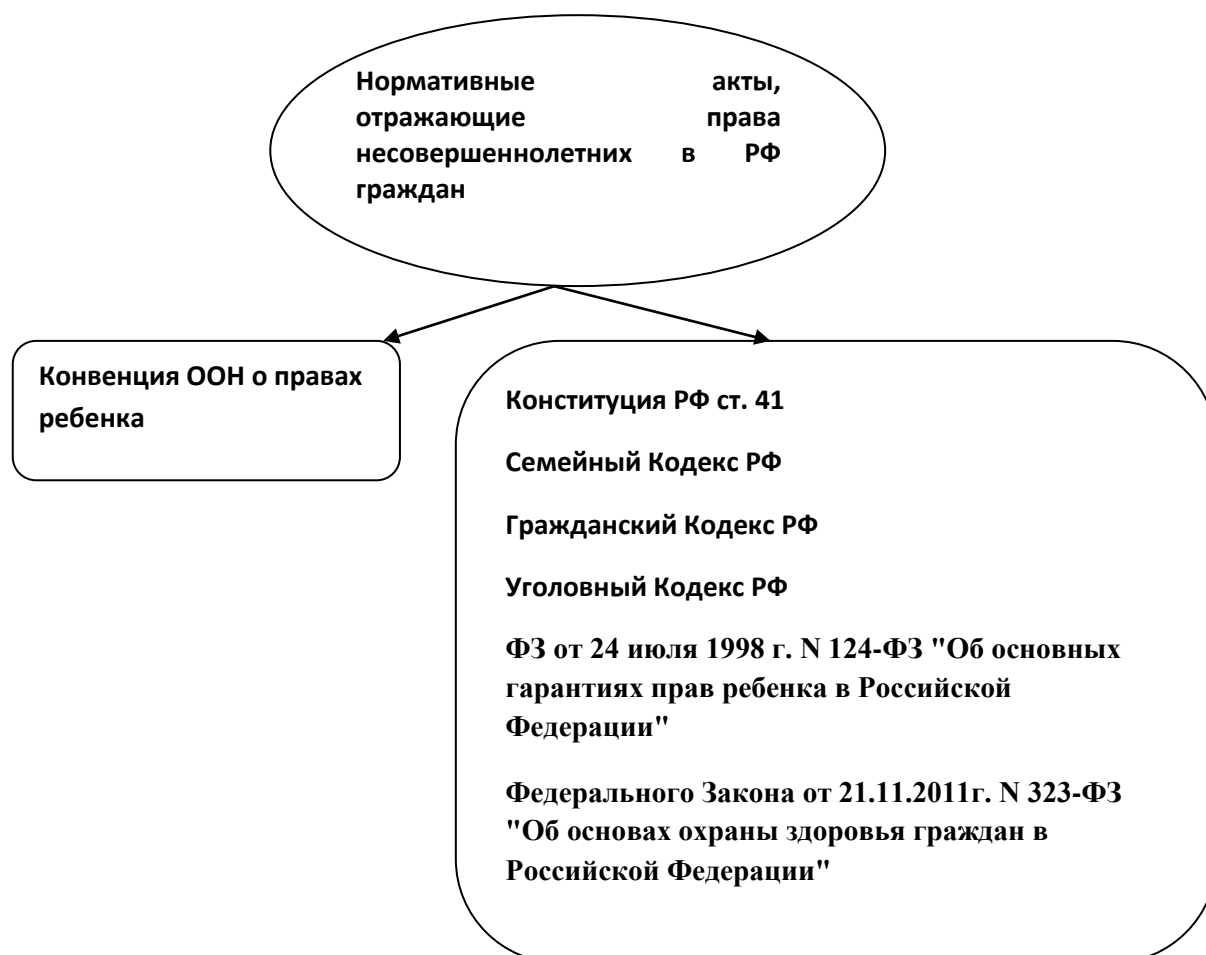 Нормативные акты,
отражающие права
несовершеннолетних в РФ
граждан
Конвенция ООН о правах
ребенка
Конституция РФ ст. 41
Семейный Кодекс РФ
Гражданский Кодекс РФ
Уголовный Кодекс РФ
ФЗ от 24 июля 1998 г. N 124-ФЗ "Об основных
гарантиях прав ребенка в Российской
Федерации"
Федерального Закона от 21.11.2011г. N 323-ФЗ
"Об основах охраны здоровья граждан в
Российской Федерации"